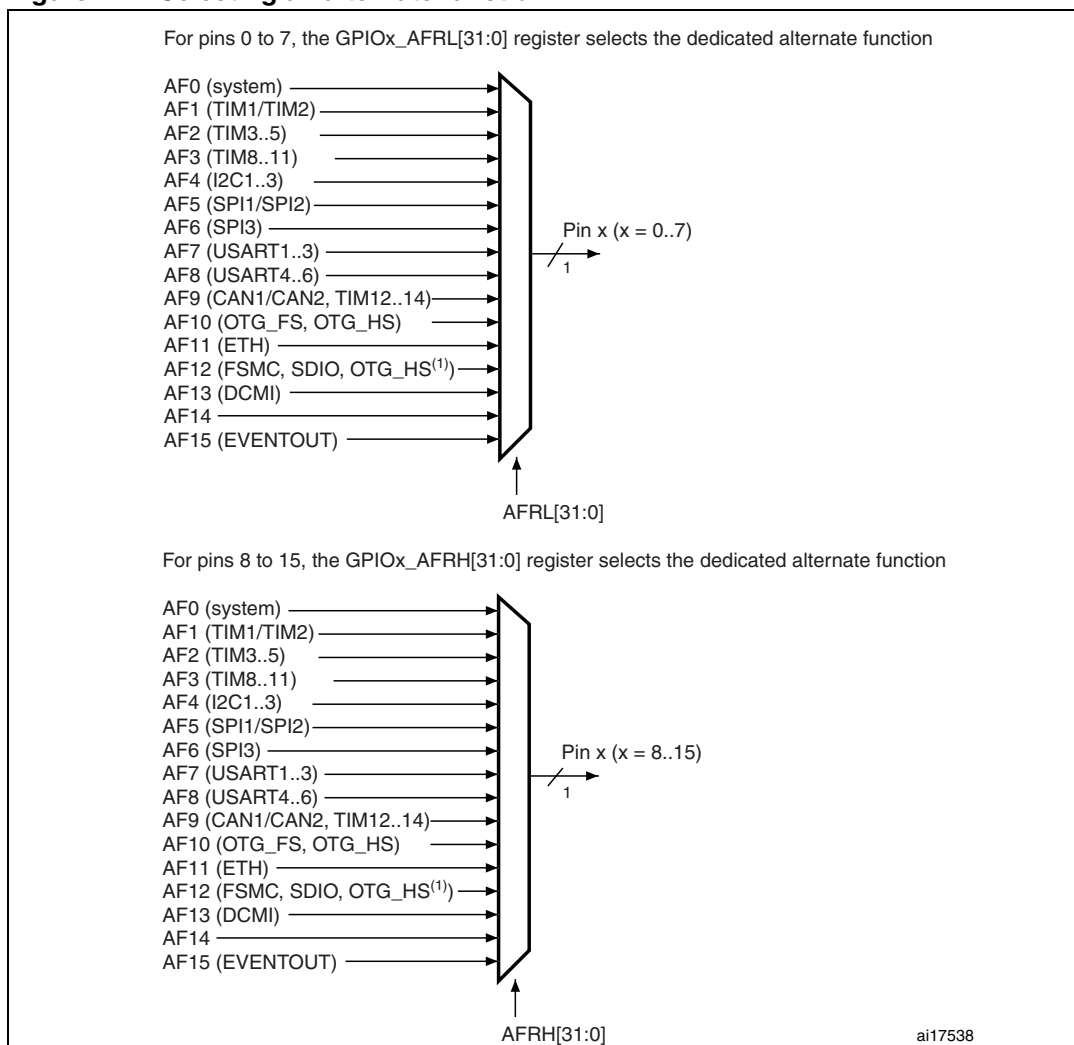 For pins 0 to 7, the GPIOx_AFRL[31:0] register selects the dedicated alternate function
AF0 (system)
AF1 (TIM1/TIM2)
AF2 (TIM3..5)
AF3 (TIM8..11)
AF4 (I2C1..3)
AF5 (SPI1/SPI2)
AF6 (SPI3)
AF7 (USART1..3)
AF8 (USART4..6)
AF9 (CAN1/CAN2, TIM12..14)
AF10 (OTG_FS, OTG_HS)
AF11 (ETH)
AF12 (FSMC, SDIO, OTG_HS(1))
AF13 (DCMI)
AF14
AF15 (EVENTOUT)
Pin x (x = 0..7)
1
AFRL[31:0]
For pins 8 to 15, the GPIOx_AFRH[31:0] register selects the dedicated alternate function
AF0 (system)
AF1 (TIM1/TIM2)
AF2 (TIM3..5)
AF3 (TIM8..11)
AF4 (I2C1..3)
AF5 (SPI1/SPI2)
AF6 (SPI3)
AF7 (USART1..3)
AF8 (USART4..6)
AF9 (CAN1/CAN2, TIM12..14)
AF10 (OTG_FS, OTG_HS)
AF11 (ETH)
AF12 (FSMC, SDIO, OTG_HS(1))
AF13 (DCMI)
AF14
AF15 (EVENTOUT)
Pin x (x = 8..15)
1
AFRH[31:0]
ai17538